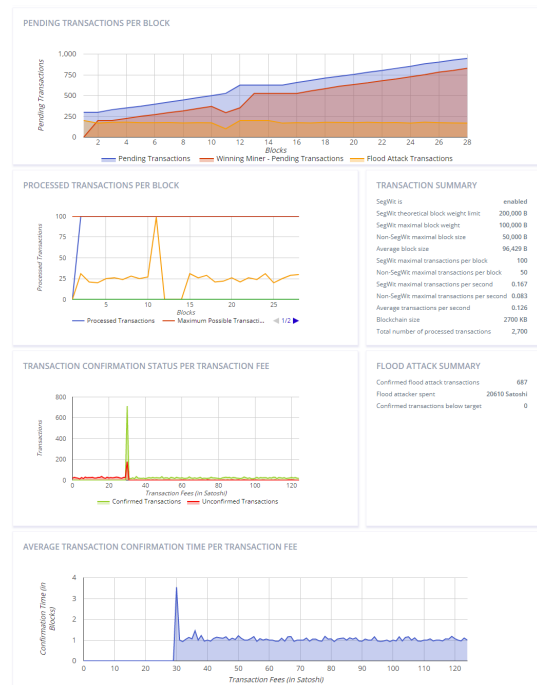 PENDING TRANSACTIONS PER BLOCK
1,000
750
500
250
0
Pending Transactions
2 4 6 8 10 12 14 16 18 20 22 24 26 28
Blocks
Pending Transactions Winning Miner - Pending Transactions Flood Attack Transactions
PROCESSED TRANSACTIONS PER BLOCK
100
75
50
25
0
Processed Transactions
5 10 15 20 25
Blocks
Processed Transactions Maximum Possible Transacti... 1/2
TRANSACTION SUMMARY
SegWit is enabled
SegWit theoretical block weight limit 200,000 B
SegWit maximal block weight 100,000 B
Non-SegWit maximal block size 50,000 B
Average block size 96,429 B
SegWit maximal transactions per block 100
Non-SegWit maximal transactions per block 50
SegWit maximal transactions per second 0.167
Non-SegWit maximal transactions per second 0.083
Average transactions per second 0.126
Blockchain size 2700 KB
Total number of processed transactions 2,700
TRANSACTION CONFIRMATION STATUS PER TRANSACTION FEE
800
600
400
200
0
Transactions
0 20 40 60 80 100 120
Transaction Fees (in Satoshi)
Confirmed Transactions Unconfirmed Transactions
FLOOD ATTACK SUMMARY
Confirmed flood attack transactions 687
Flood attacker spent 20610 Satoshi
Confirmed transactions below target 0
AVERAGE TRANSACTION CONFIRMATION TIME PER TRANSACTION FEE
4
3
2
1
0
Confirmation Time (in
Blocks)
0 10 20 30 40 50 60 70 80 90 100 110 120
Transaction Fees (in Satoshi)